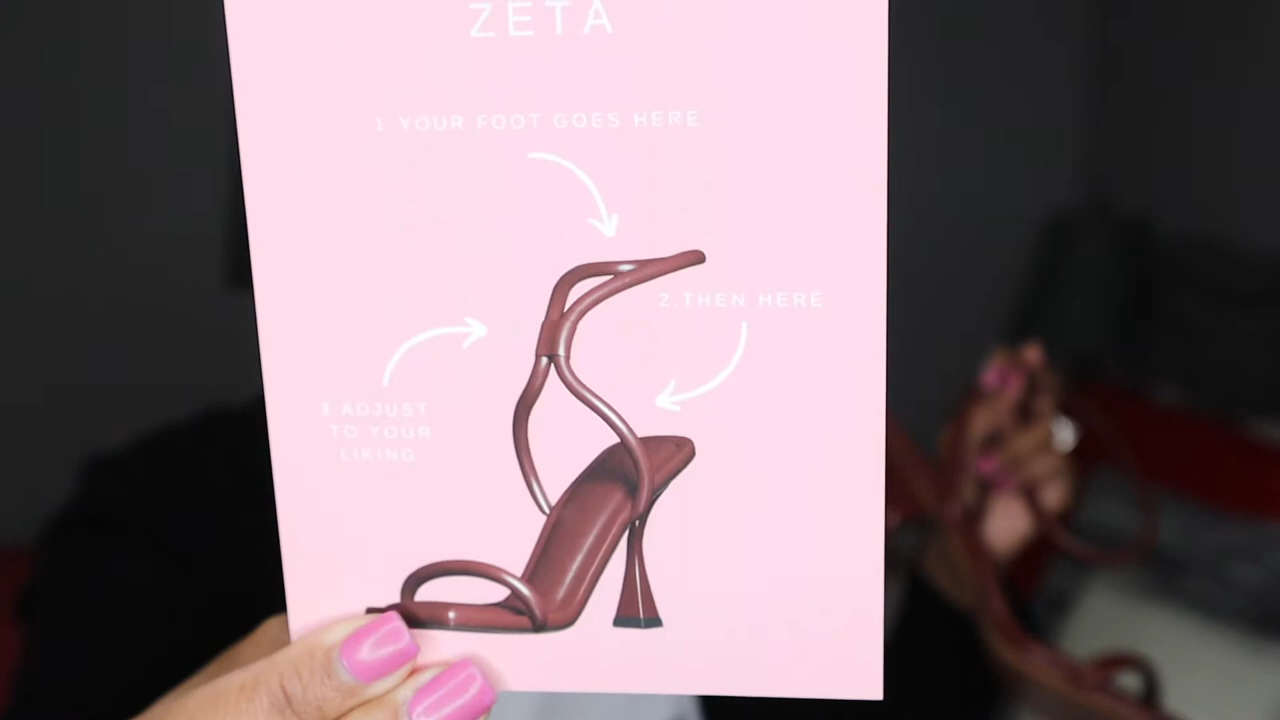 ZETA
1 YOUR FOOT GOES HERE
2 THEN HERE
3 ADJUST
TO YOUR
LIKING